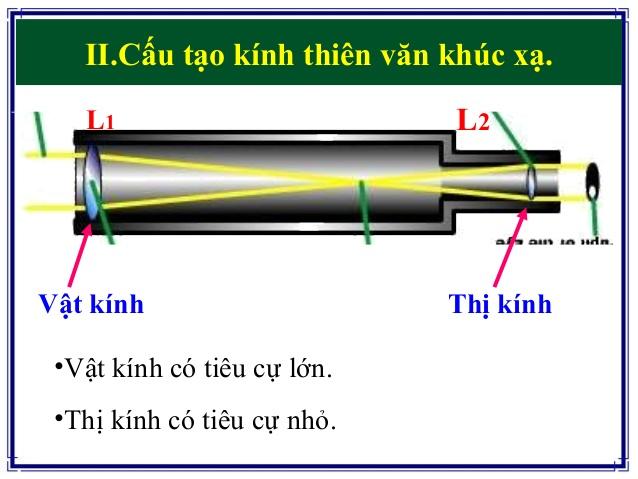 II.Cấu tạo kính thiên văn khúc xạ.
L1 L2
Vật kính Thị kính
•Vật kính có tiêu cự lớn.
•Thị kính có tiêu cự nhỏ.